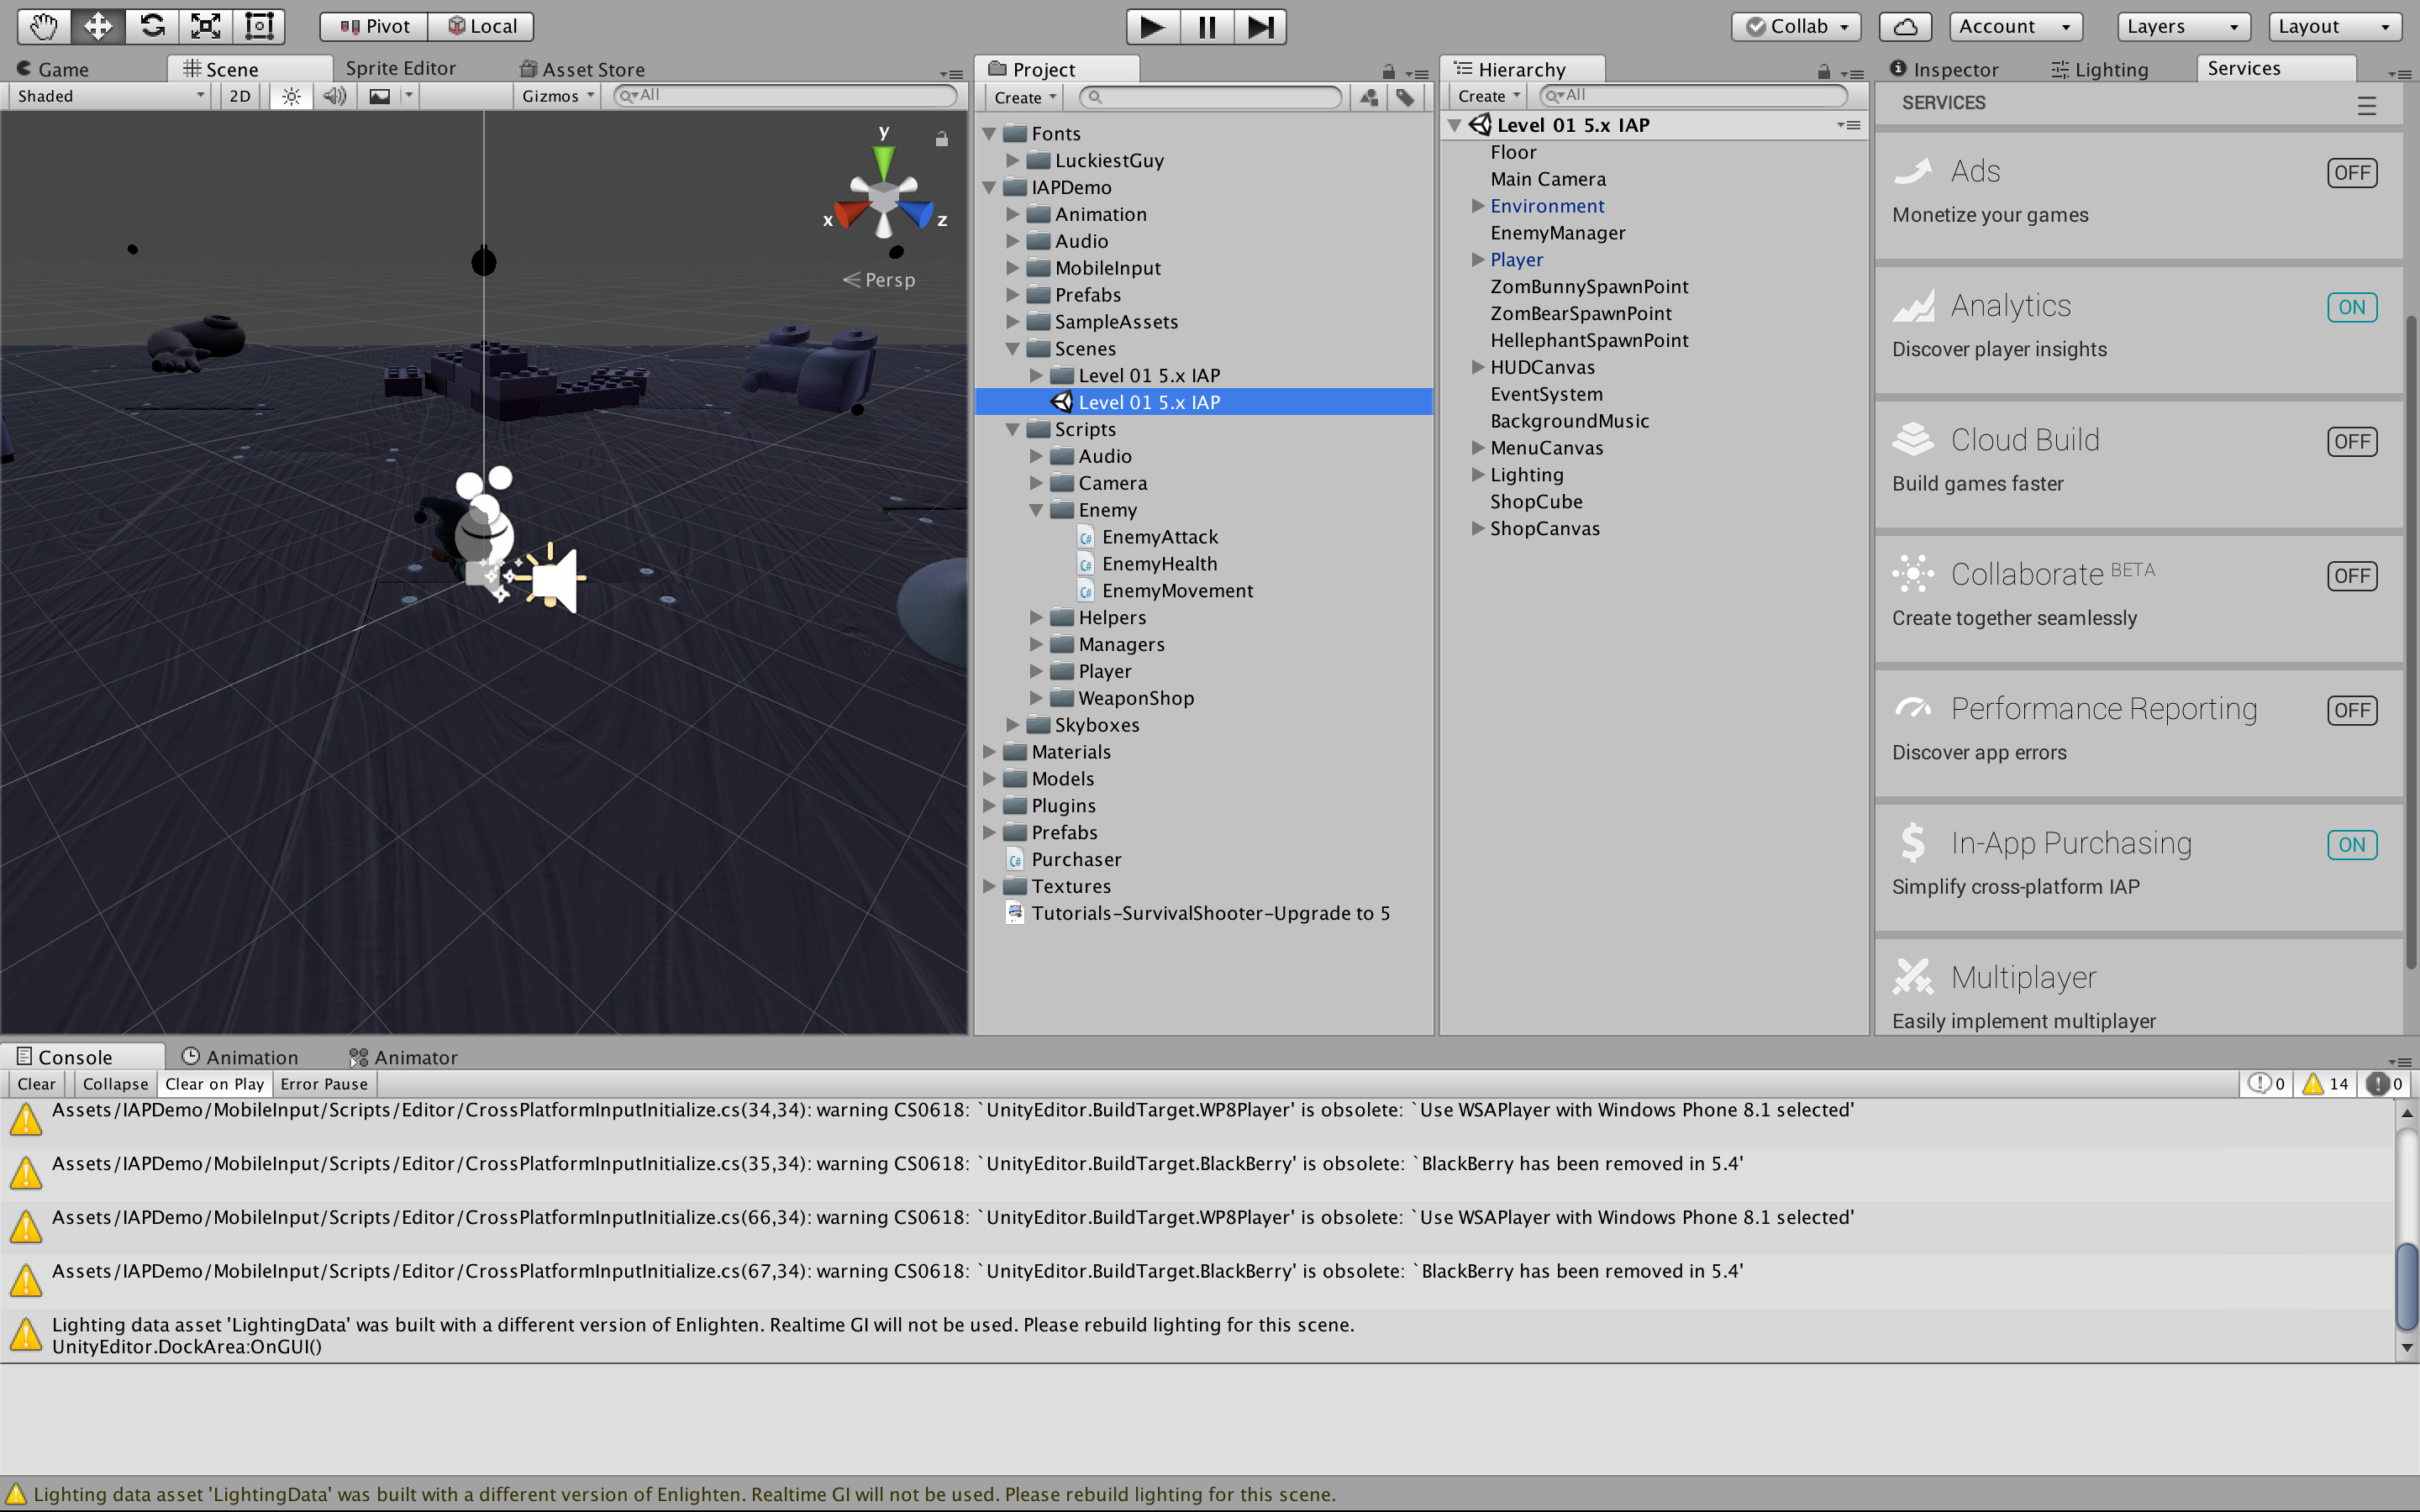 Pivot
Local
Collab
Account
Layers
Layout
Game
Scene
Sprite Editor
Asset Store
Shaded
2D
Gizmos
All
y
x
z
Persp
Project
Create
Fonts
LuckiestGuy
IAPDemo
Animation
Audio
MobileInput
Prefabs
SampleAssets
Scenes
Level 01 5.x IAP
Level 01 5.x IAP
Scripts
Audio
Camera
Enemy
EnemyAttack
EnemyHealth
EnemyMovement
Helpers
Managers
Player
WeaponShop
Skyboxes
Materials
Models
Plugins
Prefabs
C# Purchaser
Textures
Tutorials-SurvivalShooter-Upgrade to 5
Hierarchy
Create
All
Level 01 5.x IAP
Floor
Main Camera
Environment
EnemyManager
Player
ZomBunnySpawnPoint
ZomBearSpawnPoint
HellephantSpawnPoint
HUDCanvas
EventSystem
BackgroundMusic
MenuCanvas
Lighting
ShopCube
ShopCanvas
Inspector
Lighting
Services
SERVICES
Ads OFF
Monetize your games
Analytics ON
Discover player insights
Cloud Build OFF
Build games faster
Collaborate BETA OFF
Create together seamlessly
Performance Reporting OFF
Discover app errors
In-App Purchasing ON
Simplify cross-platform IAP
Multiplayer
Easily implement multiplayer
Console
Animation
Animator
Clear
Collapse
Clear on Play
Error Pause
0
14
0
Assets/IAPDemo/MobileInput/Scripts/Editor/CrossPlatformInputInitialize.cs(34,34): warning CS0618: `UnityEditor.BuildTarget.WP8Player' is obsolete: `Use WSAPlayer with Windows Phone 8.1 selected'
Assets/IAPDemo/MobileInput/Scripts/Editor/CrossPlatformInputInitialize.cs(35,34): warning CS0618: `UnityEditor.BuildTarget.BlackBerry' is obsolete: `BlackBerry has been removed in 5.4'
Assets/IAPDemo/MobileInput/Scripts/Editor/CrossPlatformInputInitialize.cs(66,34): warning CS0618: `UnityEditor.BuildTarget.WP8Player' is obsolete: `Use WSAPlayer with Windows Phone 8.1 selected'
Assets/IAPDemo/MobileInput/Scripts/Editor/CrossPlatformInputInitialize.cs(67,34): warning CS0618: `UnityEditor.BuildTarget.BlackBerry' is obsolete: `BlackBerry has been removed in 5.4'
Lighting data asset 'LightingData' was built with a different version of Enlighten. Realtime GI will not be used. Please rebuild lighting for this scene.
UnityEditor.DockArea:OnGUI()
Lighting data asset 'LightingData' was built with a different version of Enlighten. Realtime GI will not be used. Please rebuild lighting for this scene.